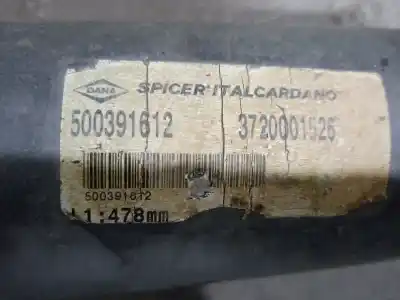 DANA SPICER ITALCARDANO
500391612 3720001526
500391612
L1:478mm